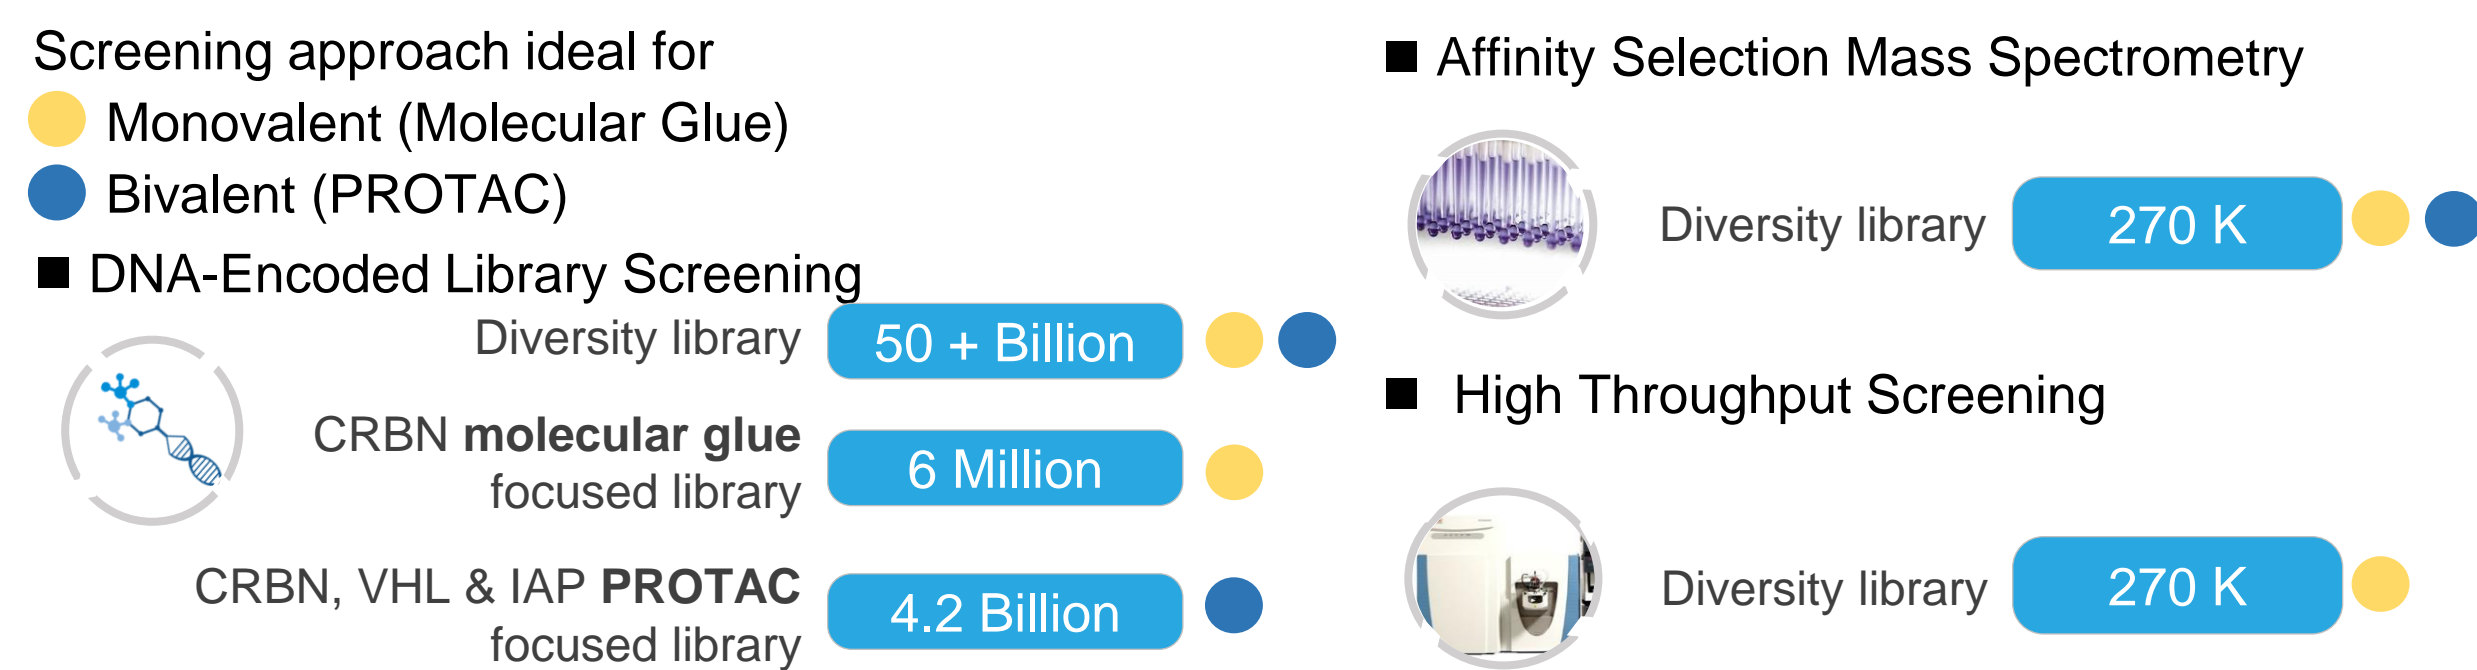 Screening approach ideal for
Monovalent (Molecular Glue)
Bivalent (PROTAC)
■ DNA-Encoded Library Screening
Diversity library
50 + Billion
CRBN molecular glue
focused library
6 Million
CRBN, VHL & IAP PROTAC
focused library
4.2 Billion
■ Affinity Selection Mass Spectrometry
Diversity library
270 K
■ High Throughput Screening
Diversity library
270 K